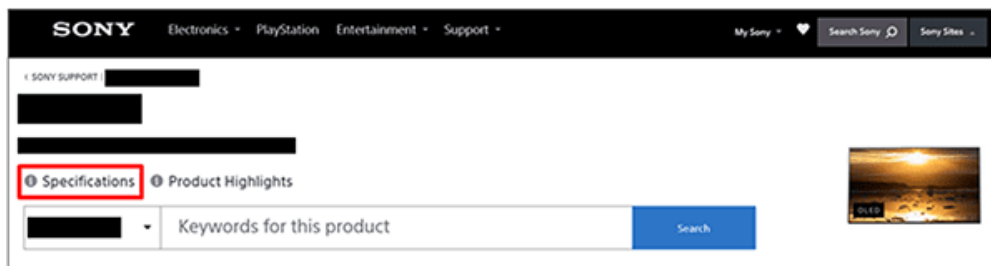 SONY Electronics PlayStation Entertainment Support My Sony Search Sony Sony Sites
< SONY SUPPORT |
Specifications Product Highlights
OLED
Keywords for this product Search